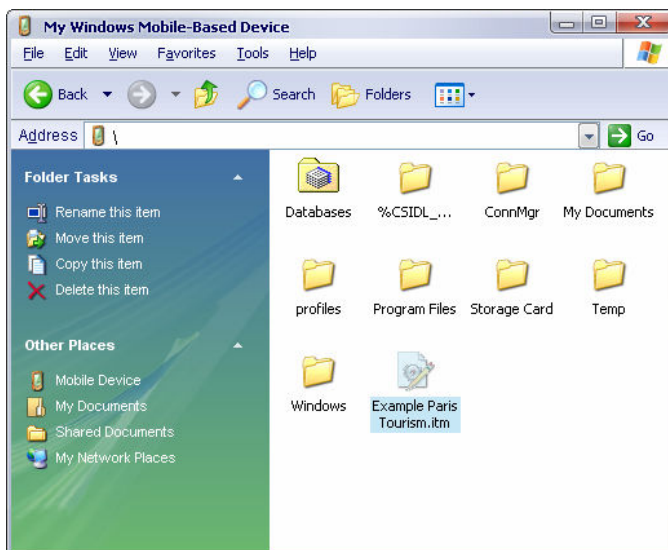 My Windows Mobile-Based Device
File Edit View Favorites Tools Help
Back Search Folders
Address \ Go
Folder Tasks
Rename this item
Move this item
Copy this item
Delete this item
Other Places
Mobile Device
My Documents
Shared Documents
My Network Places
Databases %CSIDL_... ConnMgr My Documents
profiles Program Files Storage Card Temp
Windows Example Paris
Tourism.itm